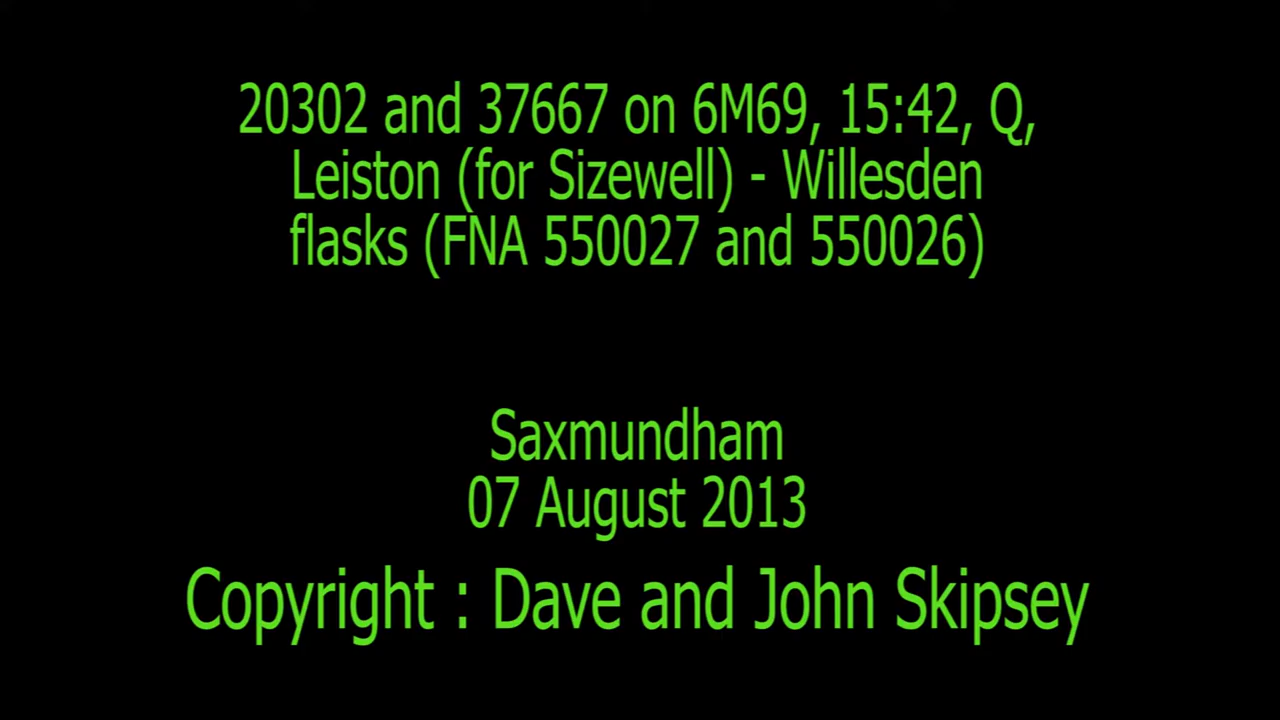 20302 and 37667 on 6M69, 15:42, Q,
Leiston (for Sizewell) - Willesden
flasks (FNA 550027 and 550026)
Saxmundham
07 August 2013
Copyright : Dave and John Skipsey